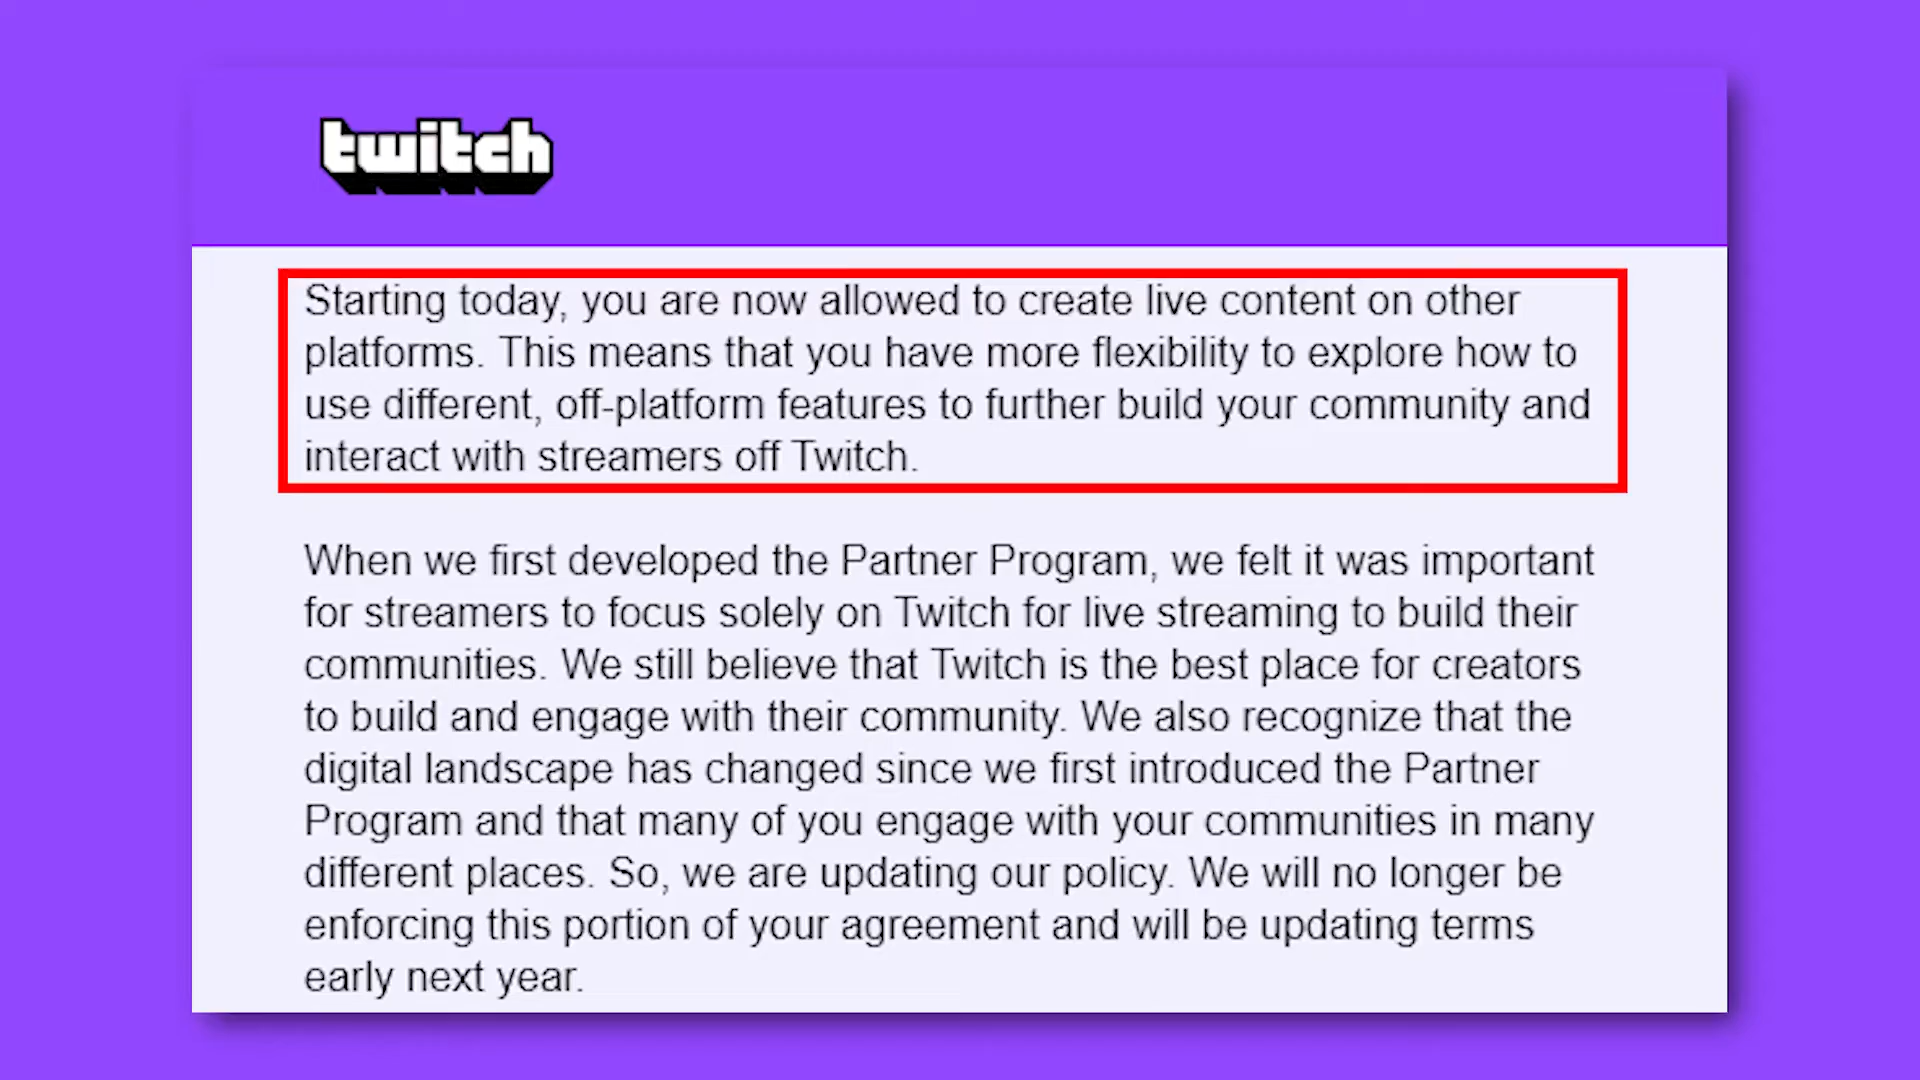 twitch
Starting today, you are now allowed to create live content on other
platforms. This means that you have more flexibility to explore how to
use different, off-platform features to further build your community and
interact with streamers off Twitch.
When we first developed the Partner Program, we felt it was important
for streamers to focus solely on Twitch for live streaming to build their
communities. We still believe that Twitch is the best place for creators
to build and engage with their community. We also recognize that the
digital landscape has changed since we first introduced the Partner
Program and that many of you engage with your communities in many
different places. So, we are updating our policy. We will no longer be
enforcing this portion of your agreement and will be updating terms
early next year.